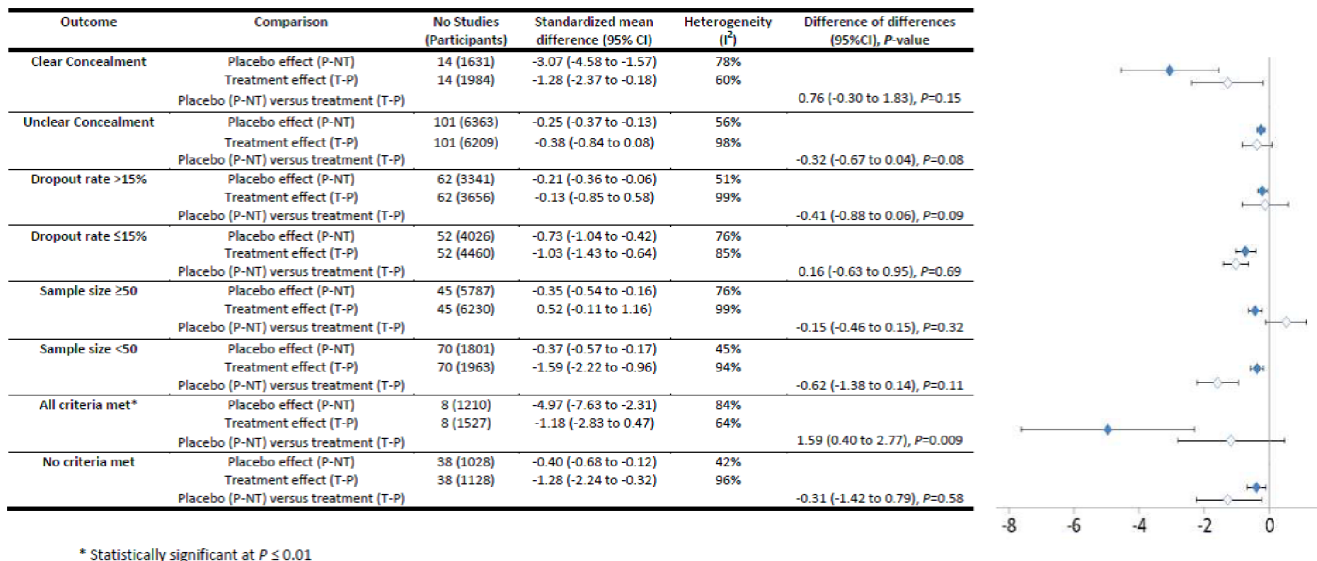 Outcome Comparison No Studies Standardized mean Heterogeneity Difference of differences
(Participants) difference (95% CI) (I²) (95%CI), P-value
Clear Concealment Placebo effect (P-NT) 14 (1631) -3.07 (-4.58 to -1.57) 78%
Treatment effect (T-P) 14 (1984) -1.28 (-2.37 to -0.18) 60%
Placebo (P-NT) versus treatment (T-P) 0.76 (-0.30 to 1.83), P=0.15
Unclear Concealment Placebo effect (P-NT) 101 (6363) -0.25 (-0.37 to -0.13) 56%
Treatment effect (T-P) 101 (6209) -0.38 (-0.84 to 0.08) 98%
Placebo (P-NT) versus treatment (T-P) -0.32 (-0.67 to 0.04), P=0.08
Dropout rate >15% Placebo effect (P-NT) 62 (3341) -0.21 (-0.36 to -0.06) 51%
Treatment effect (T-P) 62 (3656) -0.13 (-0.85 to 0.58) 99%
Placebo (P-NT) versus treatment (T-P) -0.41 (-0.88 to 0.06), P=0.09
Dropout rate ≤15% Placebo effect (P-NT) 52 (4026) -0.73 (-1.04 to -0.42) 76%
Treatment effect (T-P) 52 (4460) -1.03 (-1.43 to -0.64) 85%
Placebo (P-NT) versus treatment (T-P) 0.16 (-0.63 to 0.95), P=0.69
Sample size ≥50 Placebo effect (P-NT) 45 (5787) -0.35 (-0.54 to -0.16) 76%
Treatment effect (T-P) 45 (6230) 0.52 (-0.11 to 1.16) 99%
Placebo (P-NT) versus treatment (T-P) -0.15 (-0.46 to 0.15), P=0.32
Sample size <50 Placebo effect (P-NT) 70 (1801) -0.37 (-0.57 to -0.17) 45%
Treatment effect (T-P) 70 (1963) -1.59 (-2.22 to -0.96) 94%
Placebo (P-NT) versus treatment (T-P) -0.62 (-1.38 to 0.14), P=0.11
All criteria met* Placebo effect (P-NT) 8 (1210) -4.97 (-7.63 to -2.31) 84%
Treatment effect (T-P) 8 (1527) -1.18 (-2.83 to 0.47) 64%
Placebo (P-NT) versus treatment (T-P) 1.59 (0.40 to 2.77), P=0.009
No criteria met Placebo effect (P-NT) 38 (1028) -0.40 (-0.68 to -0.12) 42%
Treatment effect (T-P) 38 (1128) -1.28 (-2.24 to -0.32) 96%
Placebo (P-NT) versus treatment (T-P) -0.31 (-1.42 to 0.79), P=0.58
-8 -6 -4 -2 0
* Statistically significant at P ≤ 0.01